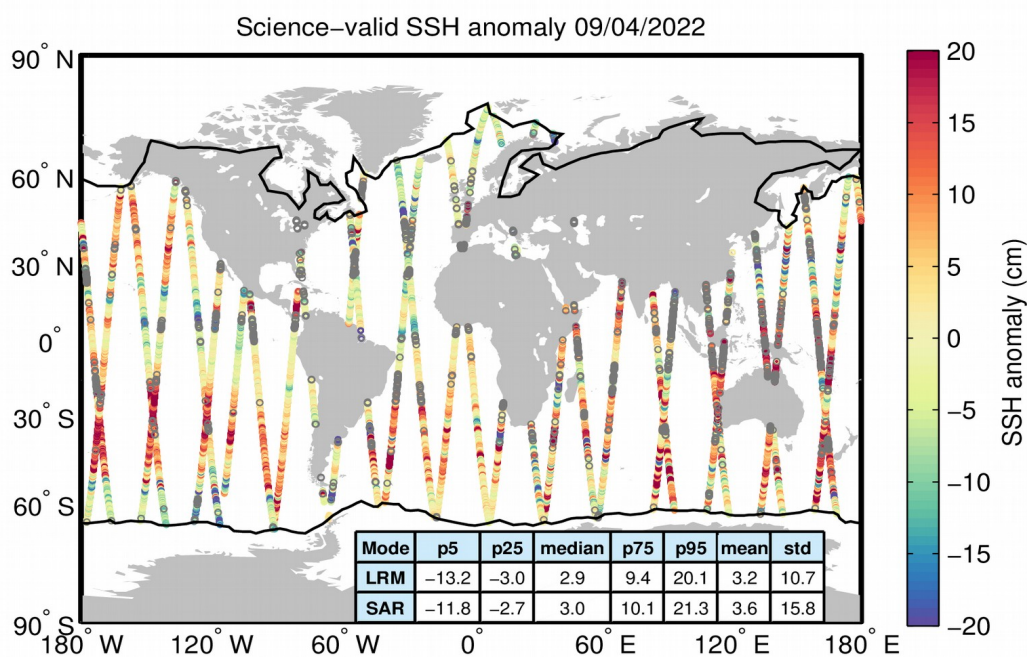 Science−valid SSH anomaly 09/04/2022
90° N
60° N
30° N
0°
30° S
60° S
90° S
180° W 120° W 60° W 0° 60° E 120° E 180° E
Mode p5 p25 median p75 p95 mean std
LRM −13.2 −3.0 2.9 9.4 20.1 3.2 10.7
SAR −11.8 −2.7 3.0 10.1 21.3 3.6 15.8
20
15
10
5
0
−5
−10
−15
−20
SSH anomaly (cm)